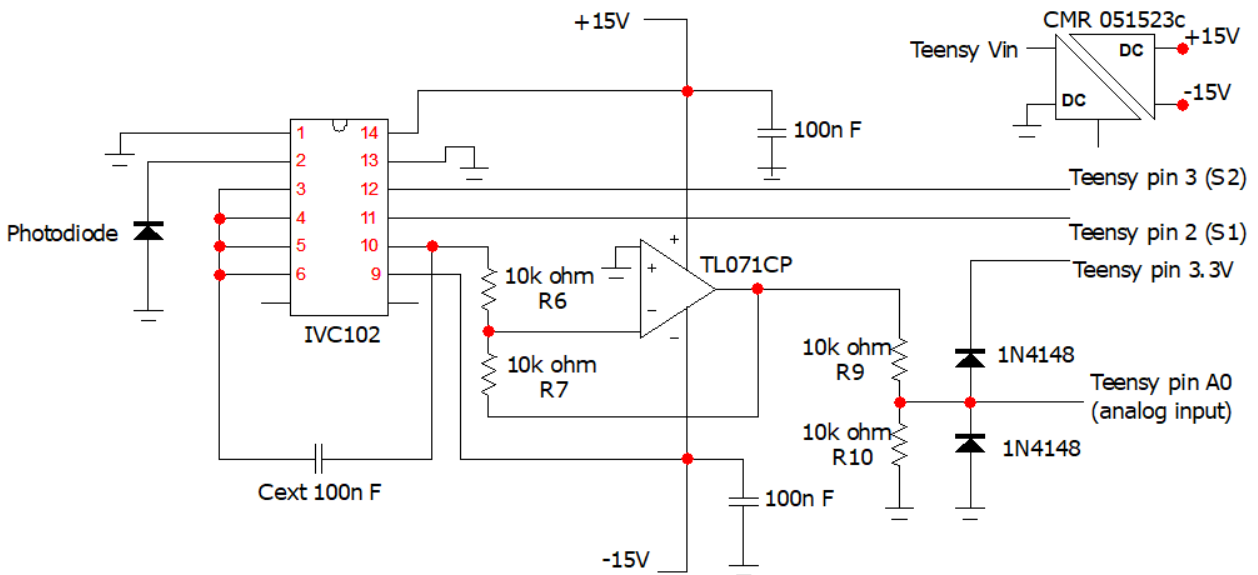 +15V
CMR 051523c
Teensy Vin
DC
+15V
DC
-15V
100n F
1
14
2
13
3
12
4
11
5
10
6
9
IVC102
Photodiode
Teensy pin 3 (S2)
Teensy pin 2 (S1)
Teensy pin 3.3V
10k ohm
R6
10k ohm
R7
+
+
−
−
TL071CP
10k ohm
R9
10k ohm
R10
1N4148
1N4148
Teensy pin A0
(analog input)
Cext 100n F
100n F
-15V